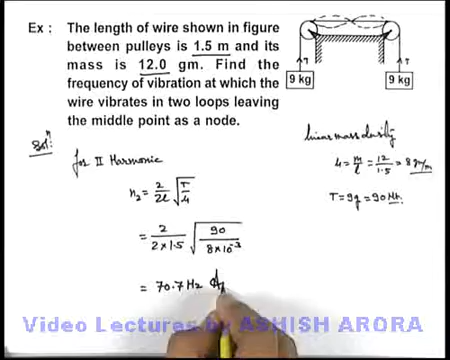 Ex : The length of wire shown in figure
between pulleys is 1.5 m and its
mass is 12.0 gm. Find the
frequency of vibration at which the
wire vibrates in two loops leaving
the middle point as a node.
T
T
9 kg
9 kg
Solⁿ
for II Harmonic
n₂ = 2/2l √T/μ
= 2/2×1.5 √90/8×10⁻³
= 70.7 Hz
linear mass density
μ = m/l = 12/1.5 = 8 gm/m
T = 9g = 90 Nt.
Video Lectures by ASHISH ARORA